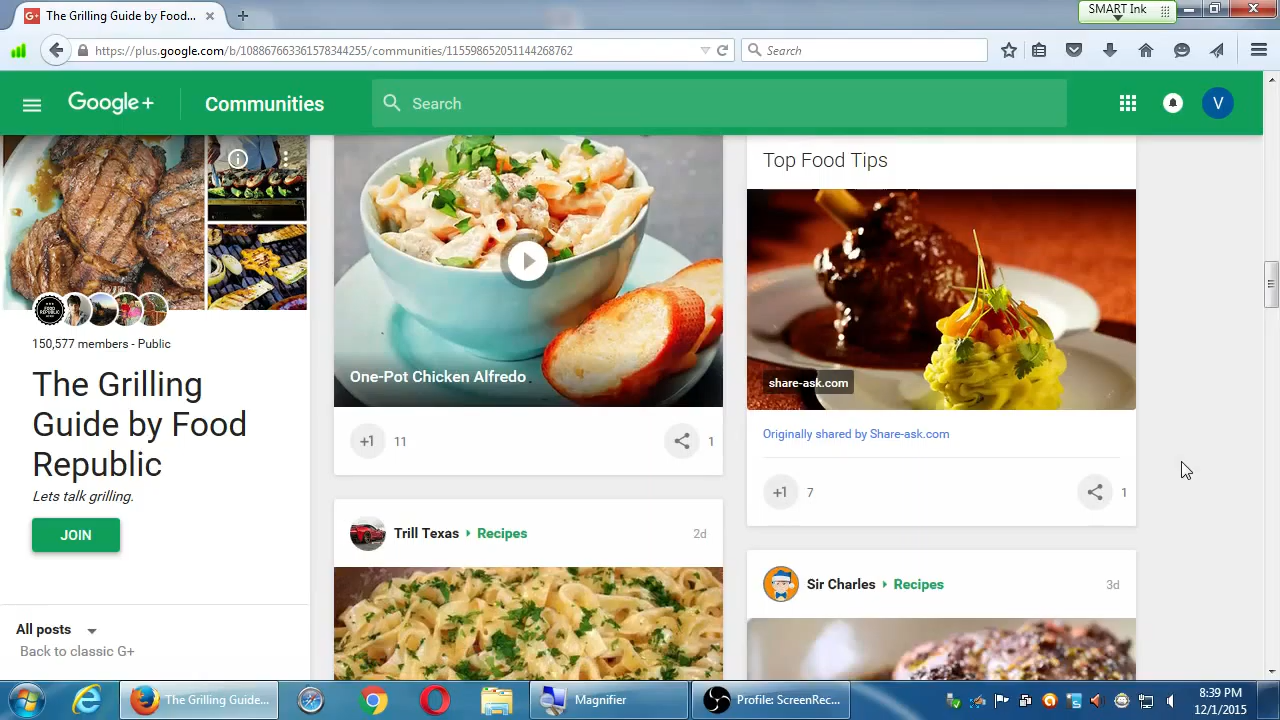 The Grilling Guide by Food...
SMART Ink
https://plus.google.com/b/108867663361578344255/communities/115598652051144268762
Search
Google+
Communities
Search
V
150,577 members - Public
The Grilling
Guide by Food
Republic
Lets talk grilling.
JOIN
All posts
Back to classic G+
One-Pot Chicken Alfredo
+1
11
1
Trill Texas
Recipes
2d
Top Food Tips
share-ask.com
Originally shared by Share-ask.com
+1
7
1
Sir Charles
Recipes
3d
The Grilling Guide...
Magnifier
Profile: ScreenRec...
8:39 PM
12/1/2015